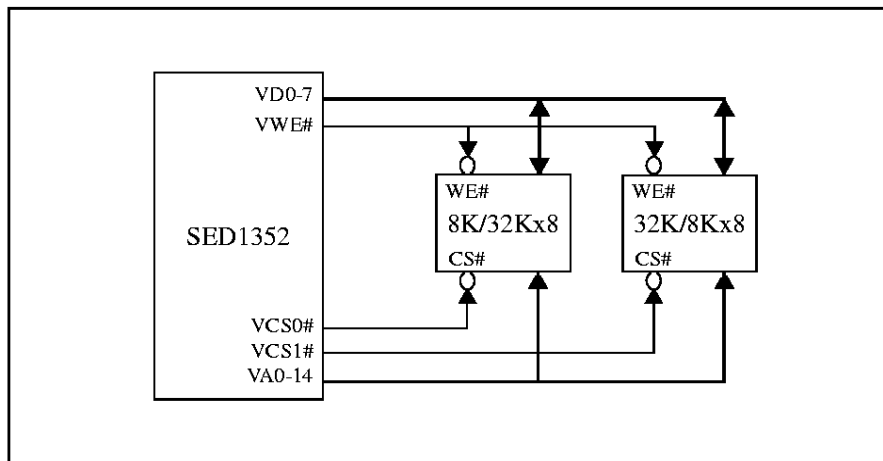 VD0-7
VWE#
SED1352
VCS0#
VCS1#
VA0-14
WE#
8K/32Kx8
CS#
WE#
32K/8Kx8
CS#